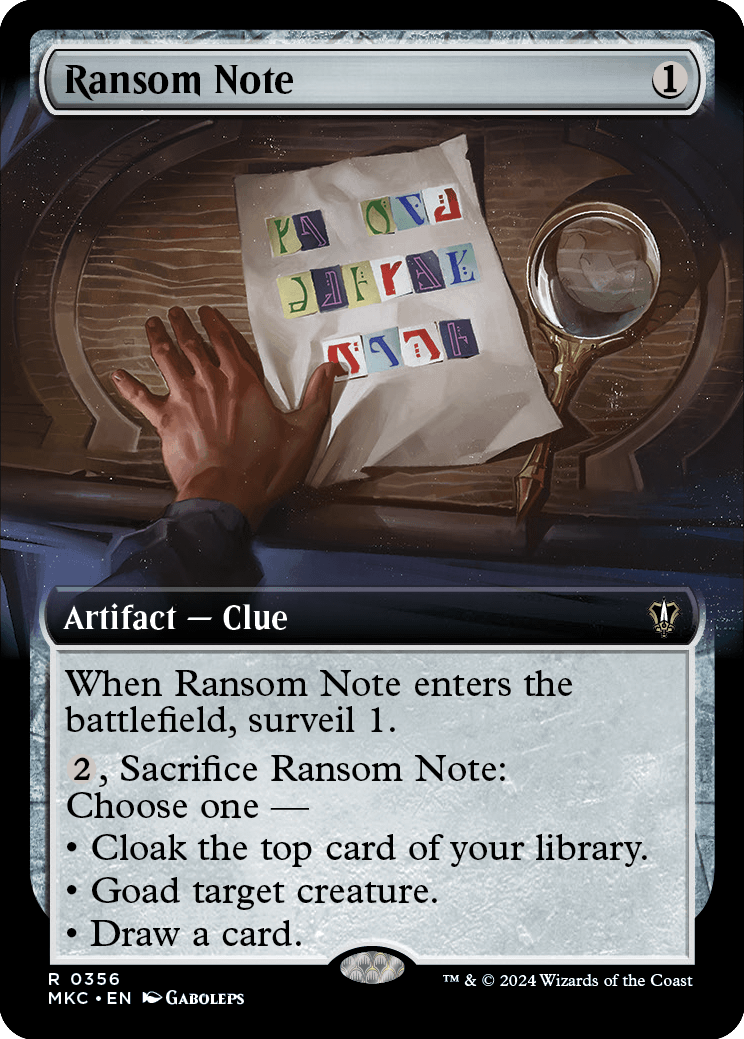 Ransom Note 1
Artifact — Clue
When Ransom Note enters the
battlefield, surveil 1.
2, Sacrifice Ransom Note:
Choose one —
• Cloak the top card of your library.
• Goad target creature.
• Draw a card.
R 0356
MKC • EN Gaboleps
™ & © 2024 Wizards of the Coast